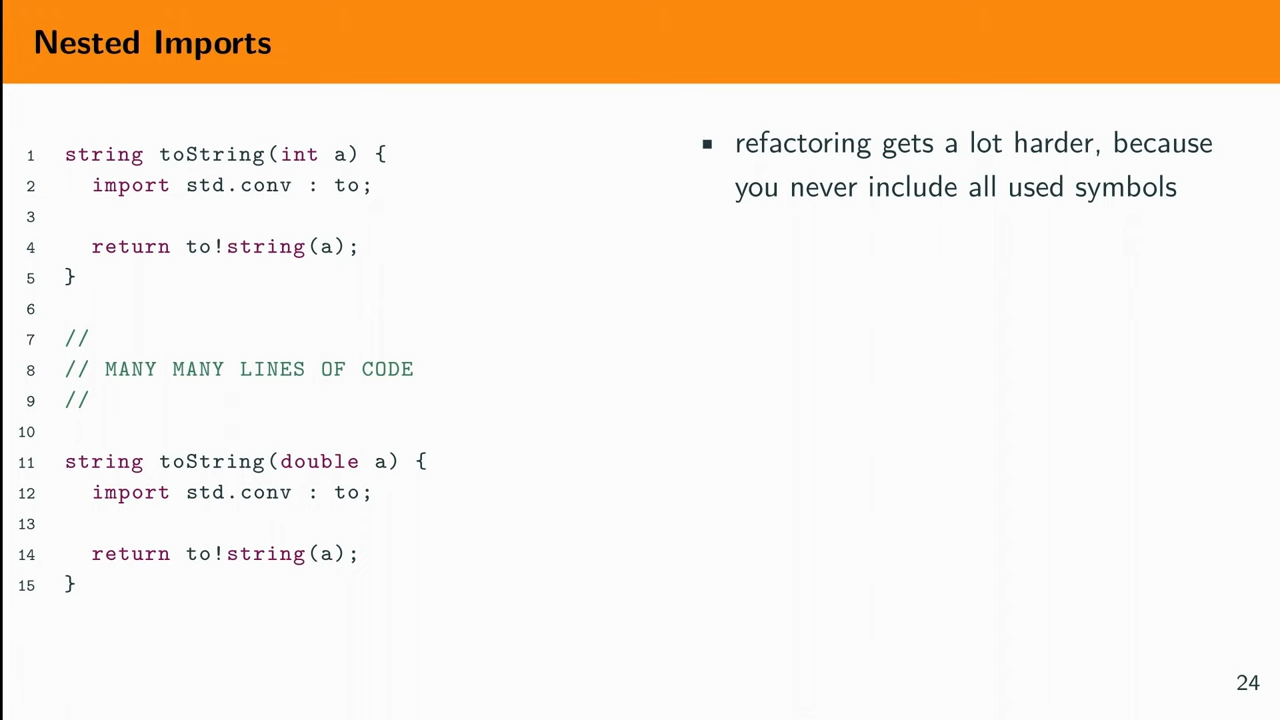 Nested Imports
1 string toString(int a) {
2 import std.conv : to;
3
4 return to!string(a);
5 }
6
7 //
8 // MANY MANY LINES OF CODE
9 //
10
11 string toString(double a) {
12 import std.conv : to;
13
14 return to!string(a);
15 }
▪ refactoring gets a lot harder, because
you never include all used symbols
24